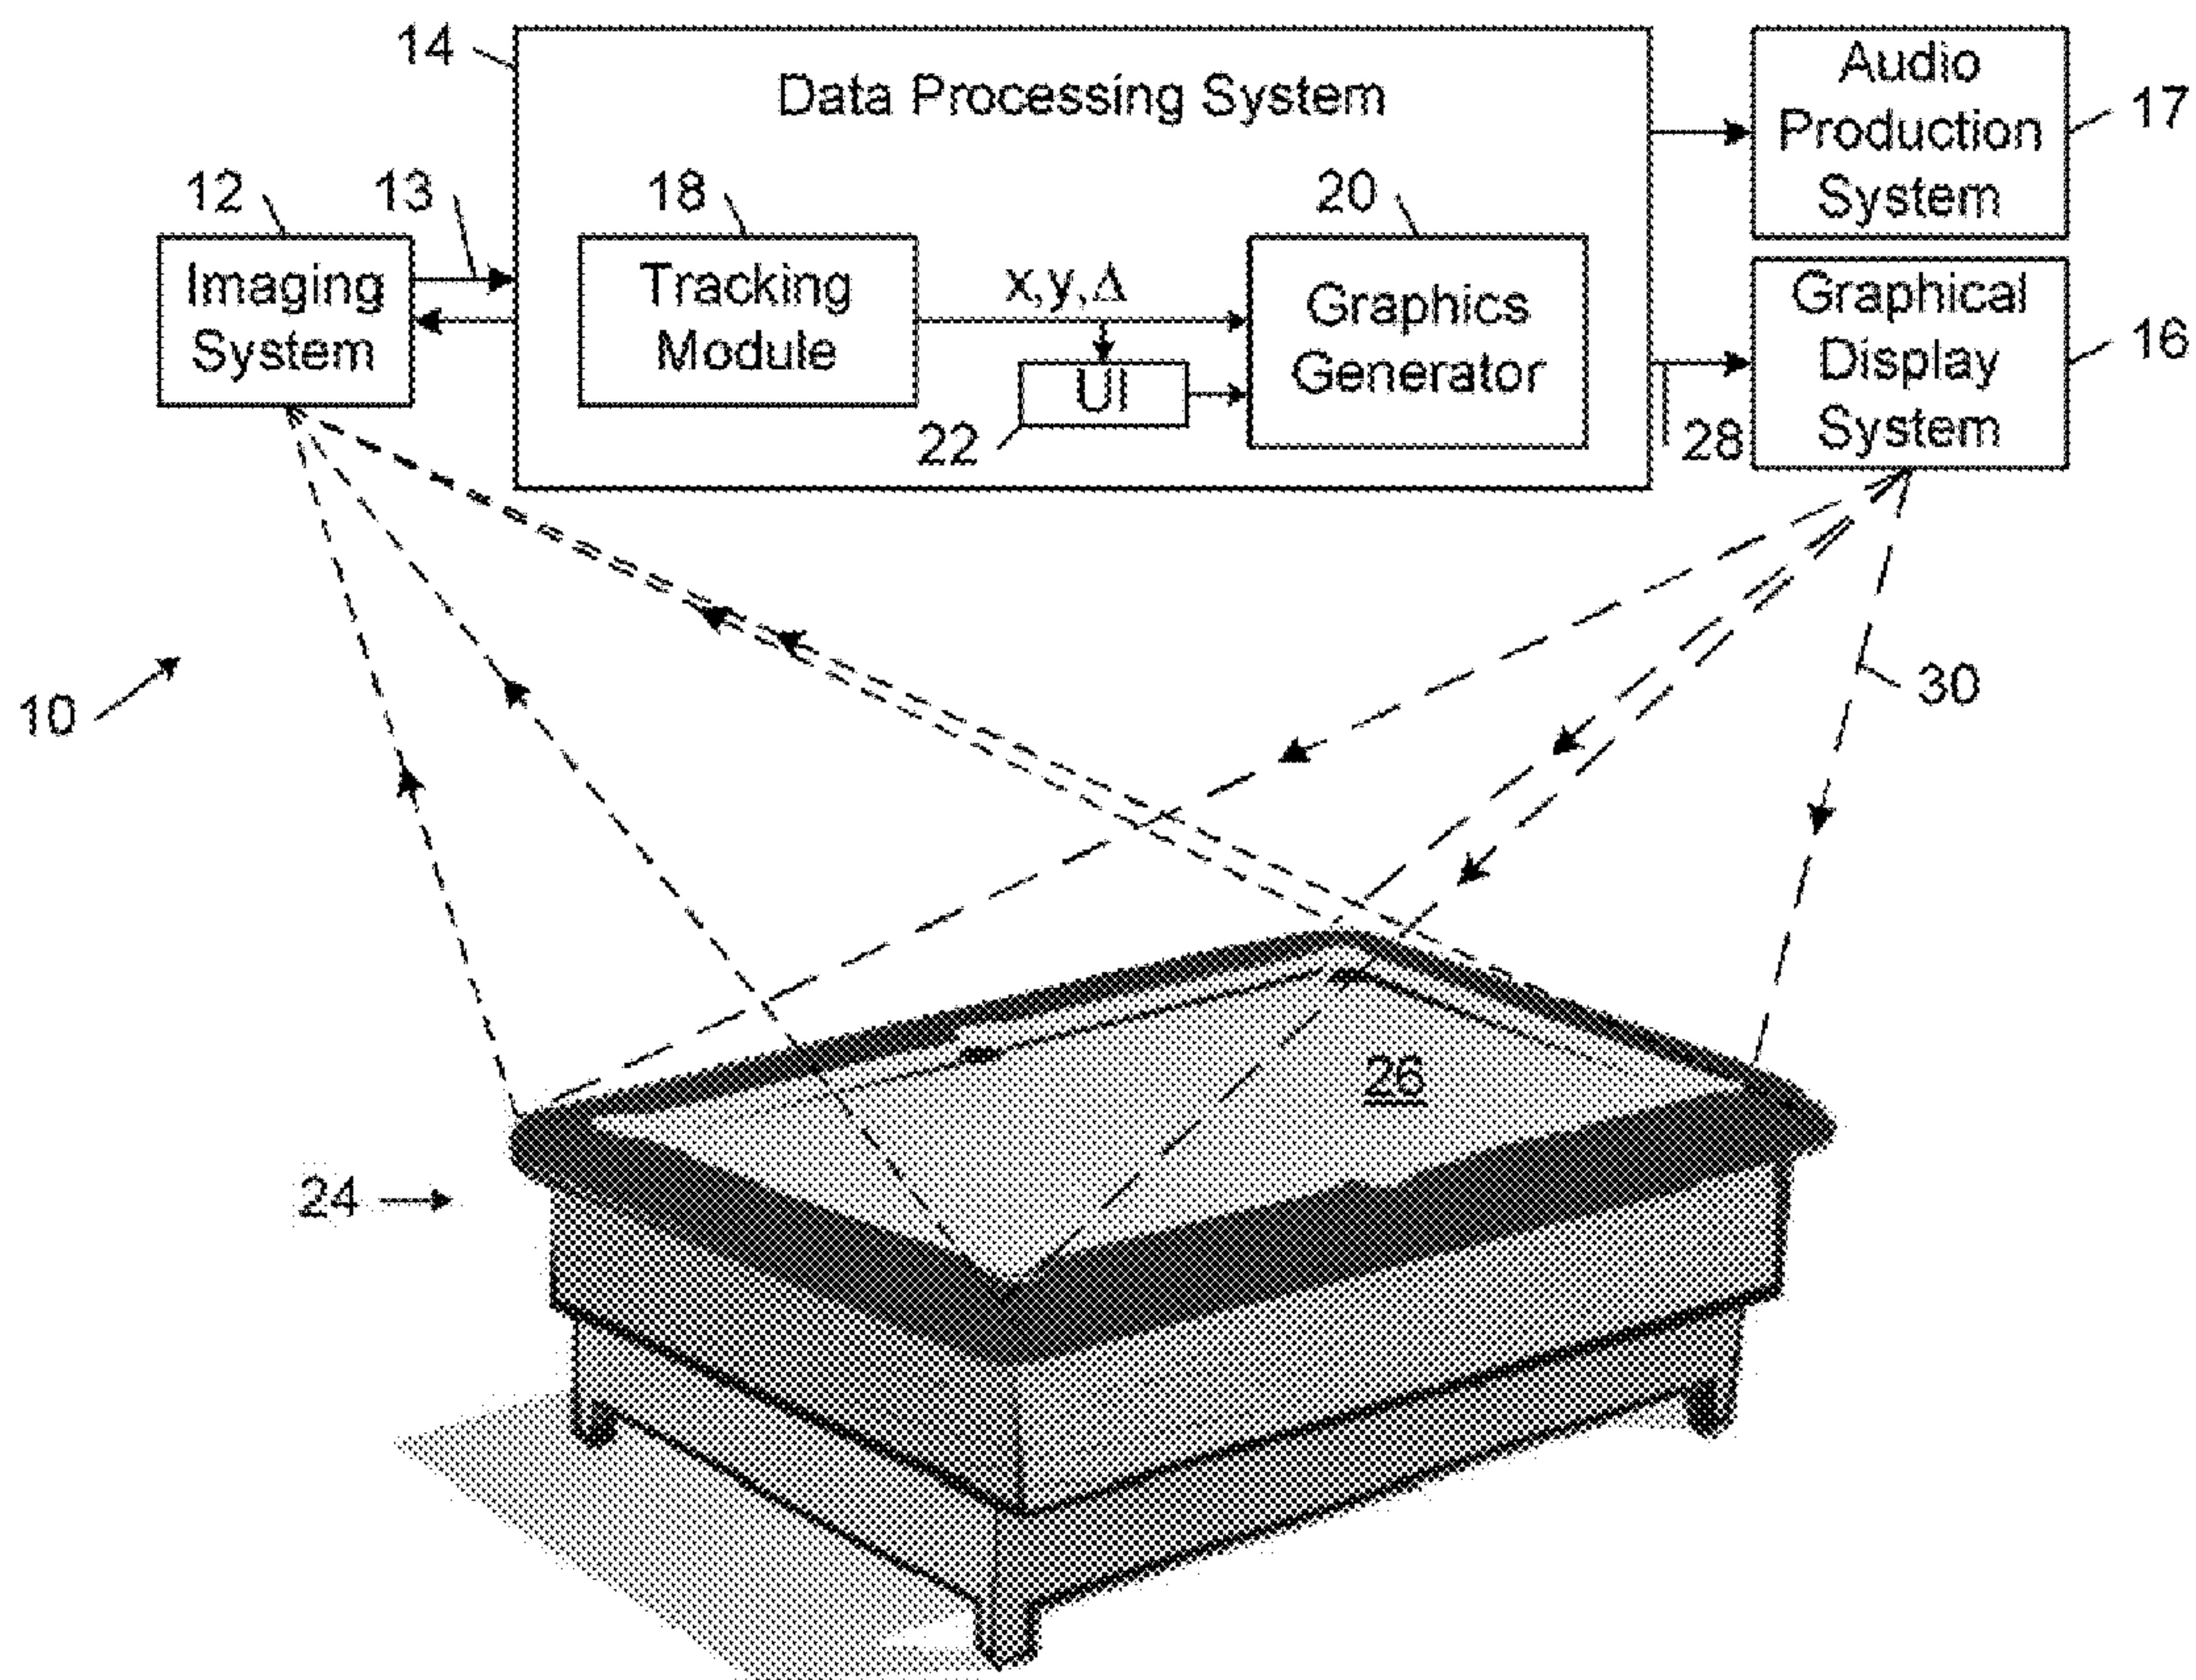 14
Data Processing System
Audio
Production
System
17
12
13
18
20
Imaging
System
Tracking
Module
x,y,Δ
Graphics
Generator
UI
22
28
Graphical
Display
System
16
10
30
26
24